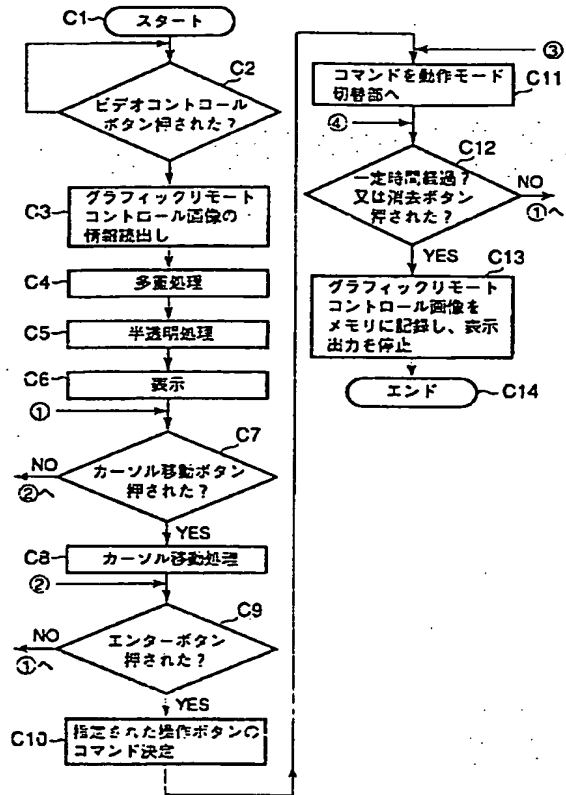 C1
スタート
C2
ビデオコントロール
ボタン押された？
C3
グラフィックリモート
コントロール画像の
情報読出し
C4
多重処理
C5
半透明処理
C6
表示
①
C7
カーソル移動ボタン
押された？
NO
②へ
YES
C8
カーソル移動処理
②
C9
エンターボタン
押された？
NO
①へ
YES
C10
指定された操作ボタンの
コマンド決定
③
コマンドを動作モード
切替部へ
C11
④
C12
一定時間経過？
又は消去ボタン
押された？
NO
①へ
YES
C13
グラフィックリモート
コントロール画像を
メモリに記録し、表示
出力を停止
エンド
C14